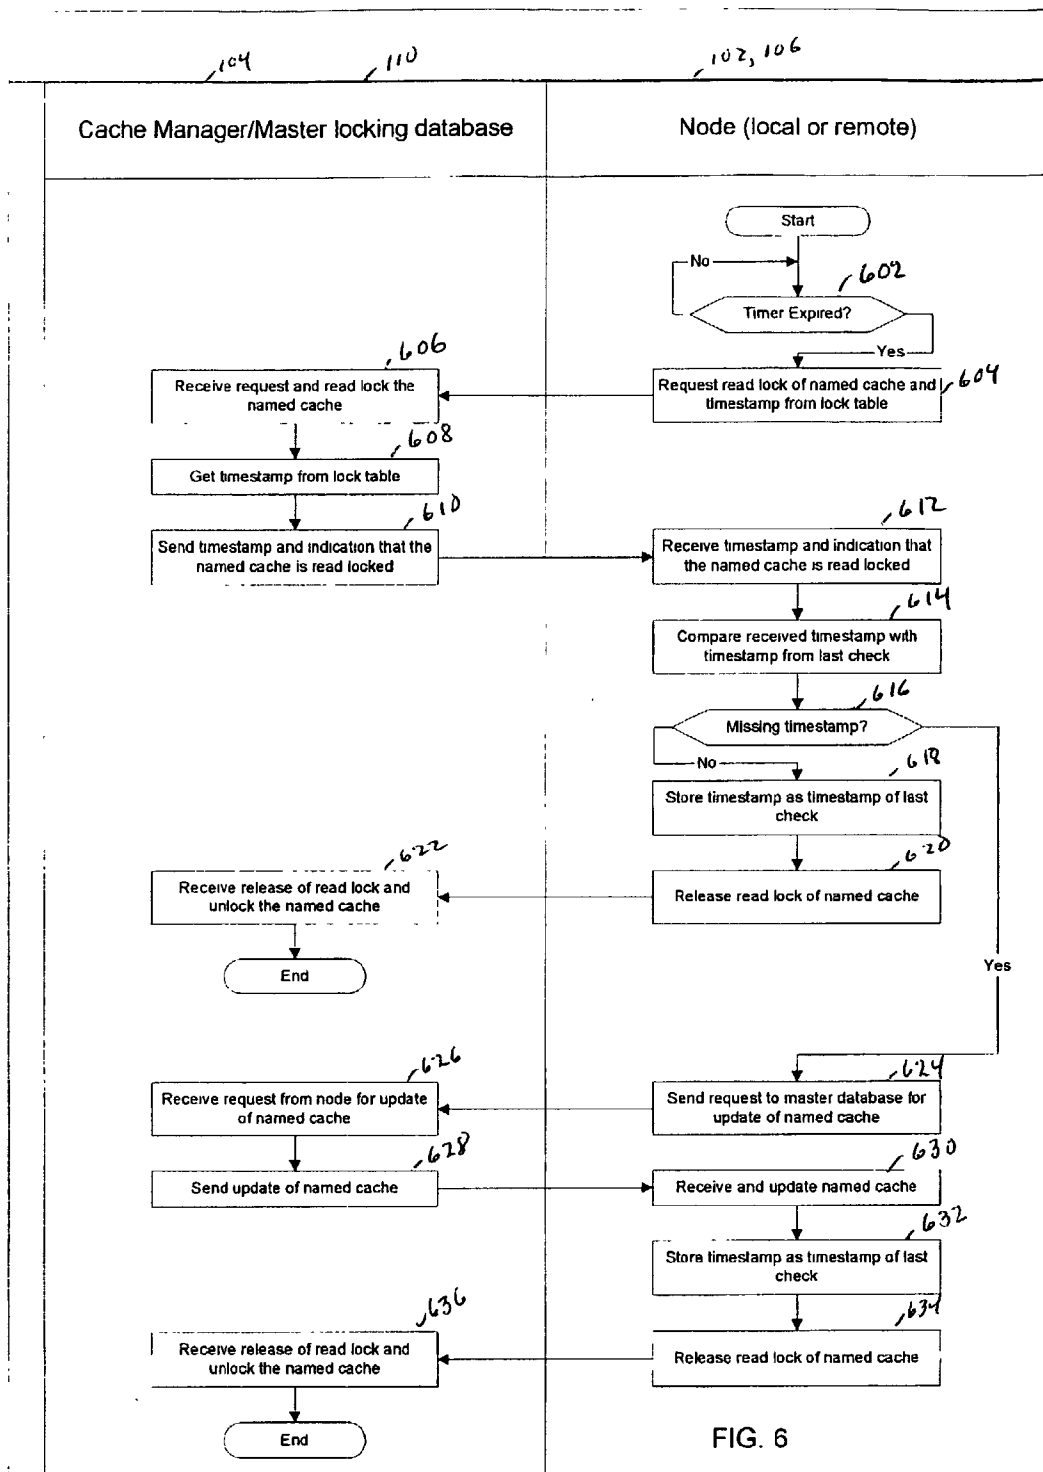 104
110
102, 106
Cache Manager/Master locking database
Node (local or remote)
Start
No
602
Timer Expired?
Yes
606
Receive request and read lock the
named cache
Request read lock of named cache and
timestamp from lock table
604
608
Get timestamp from lock table
610
Send timestamp and indication that the
named cache is read locked
612
Receive timestamp and indication that
the named cache is read locked
614
Compare received timestamp with
timestamp from last check
616
Missing timestamp?
No
618
Store timestamp as timestamp of last
check
622
Receive release of read lock and
unlock the named cache
620
Release read lock of named cache
End
Yes
626
Receive request from node for update
of named cache
624
Send request to master database for
update of named cache
628
Send update of named cache
630
Receive and update named cache
632
Store timestamp as timestamp of last
check
636
Receive release of read lock and
unlock the named cache
634
Release read lock of named cache
End
FIG. 6